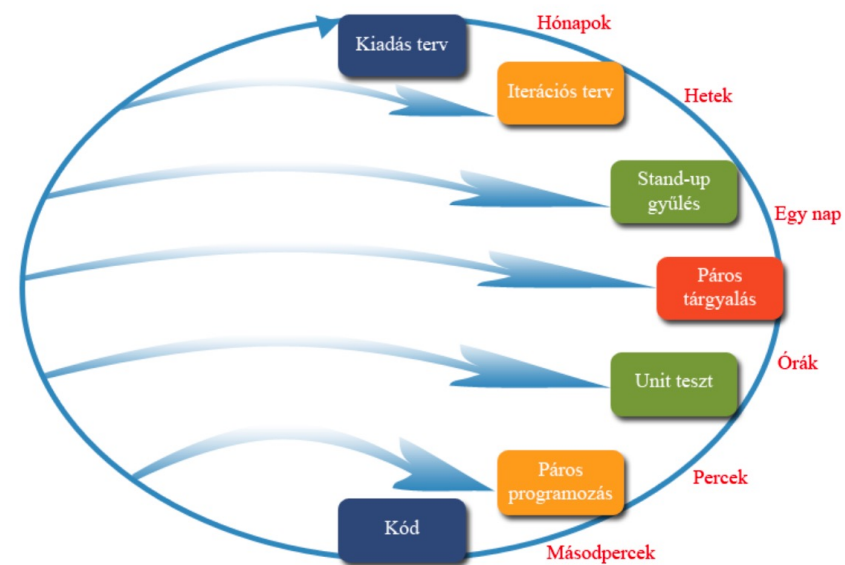 Kiadás terv
Hónapok
Iterációs terv
Hetek
Stand-up
gyülés
Egy nap
Páros
tárgyalás
Órák
Unit teszt
Percek
Páros
programozás
Kód
Másodpercek